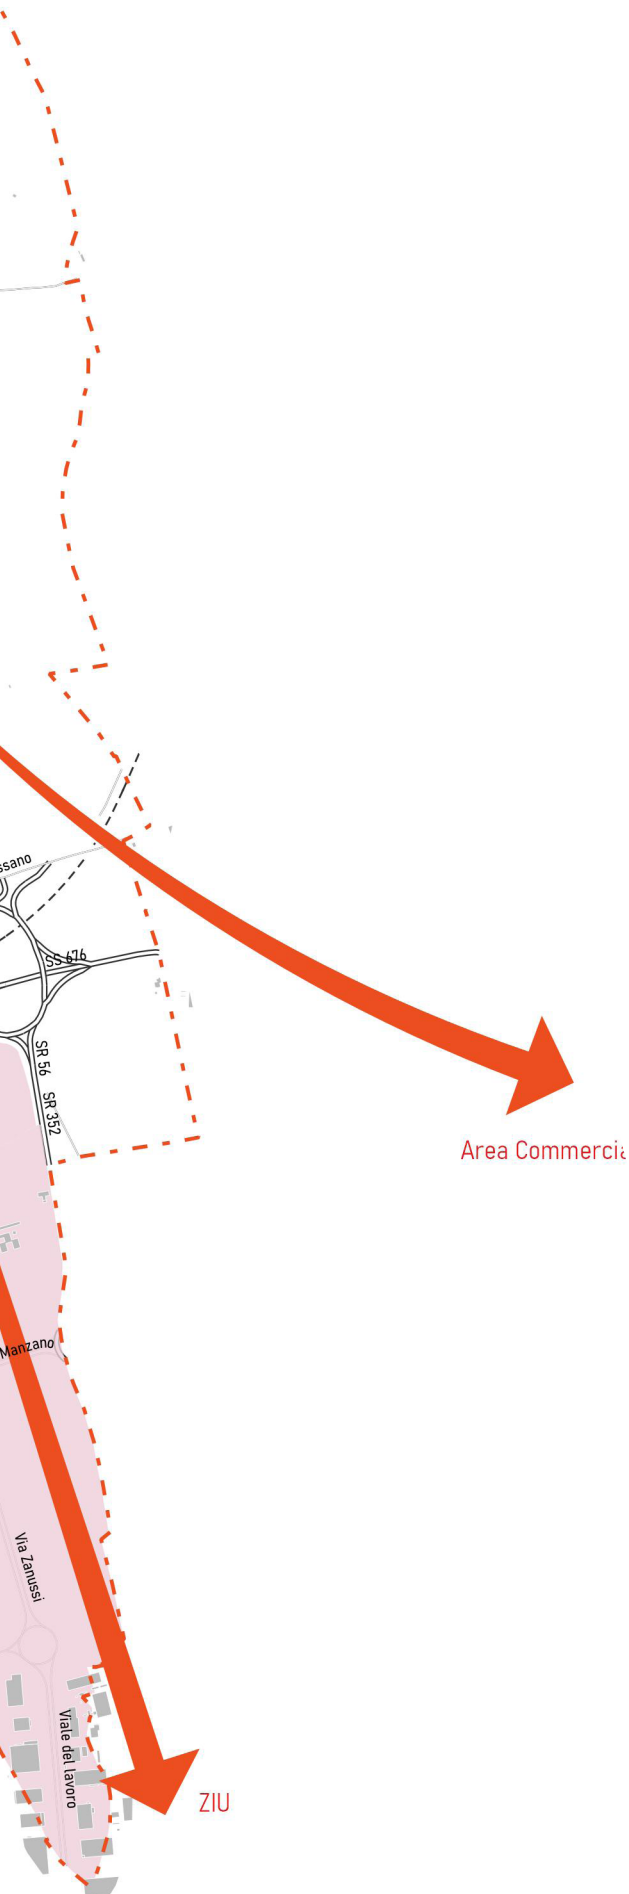 ssano
SS 676
SR 56
SR 352
Area Commercia
Manzano
Via Zanussi
Viale del lavoro
ZIU